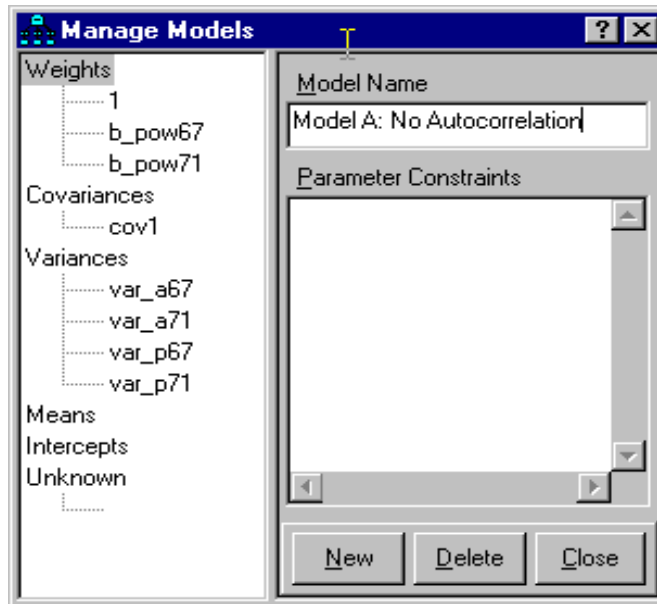 Manage Models
Weights
1
b_pow67
b_pow71
Covariances
cov1
Variances
var_a67
var_a71
var_p67
var_p71
Means
Intercepts
Unknown
Model Name
Model A: No Autocorrelation
Parameter Constraints
New
Delete
Close